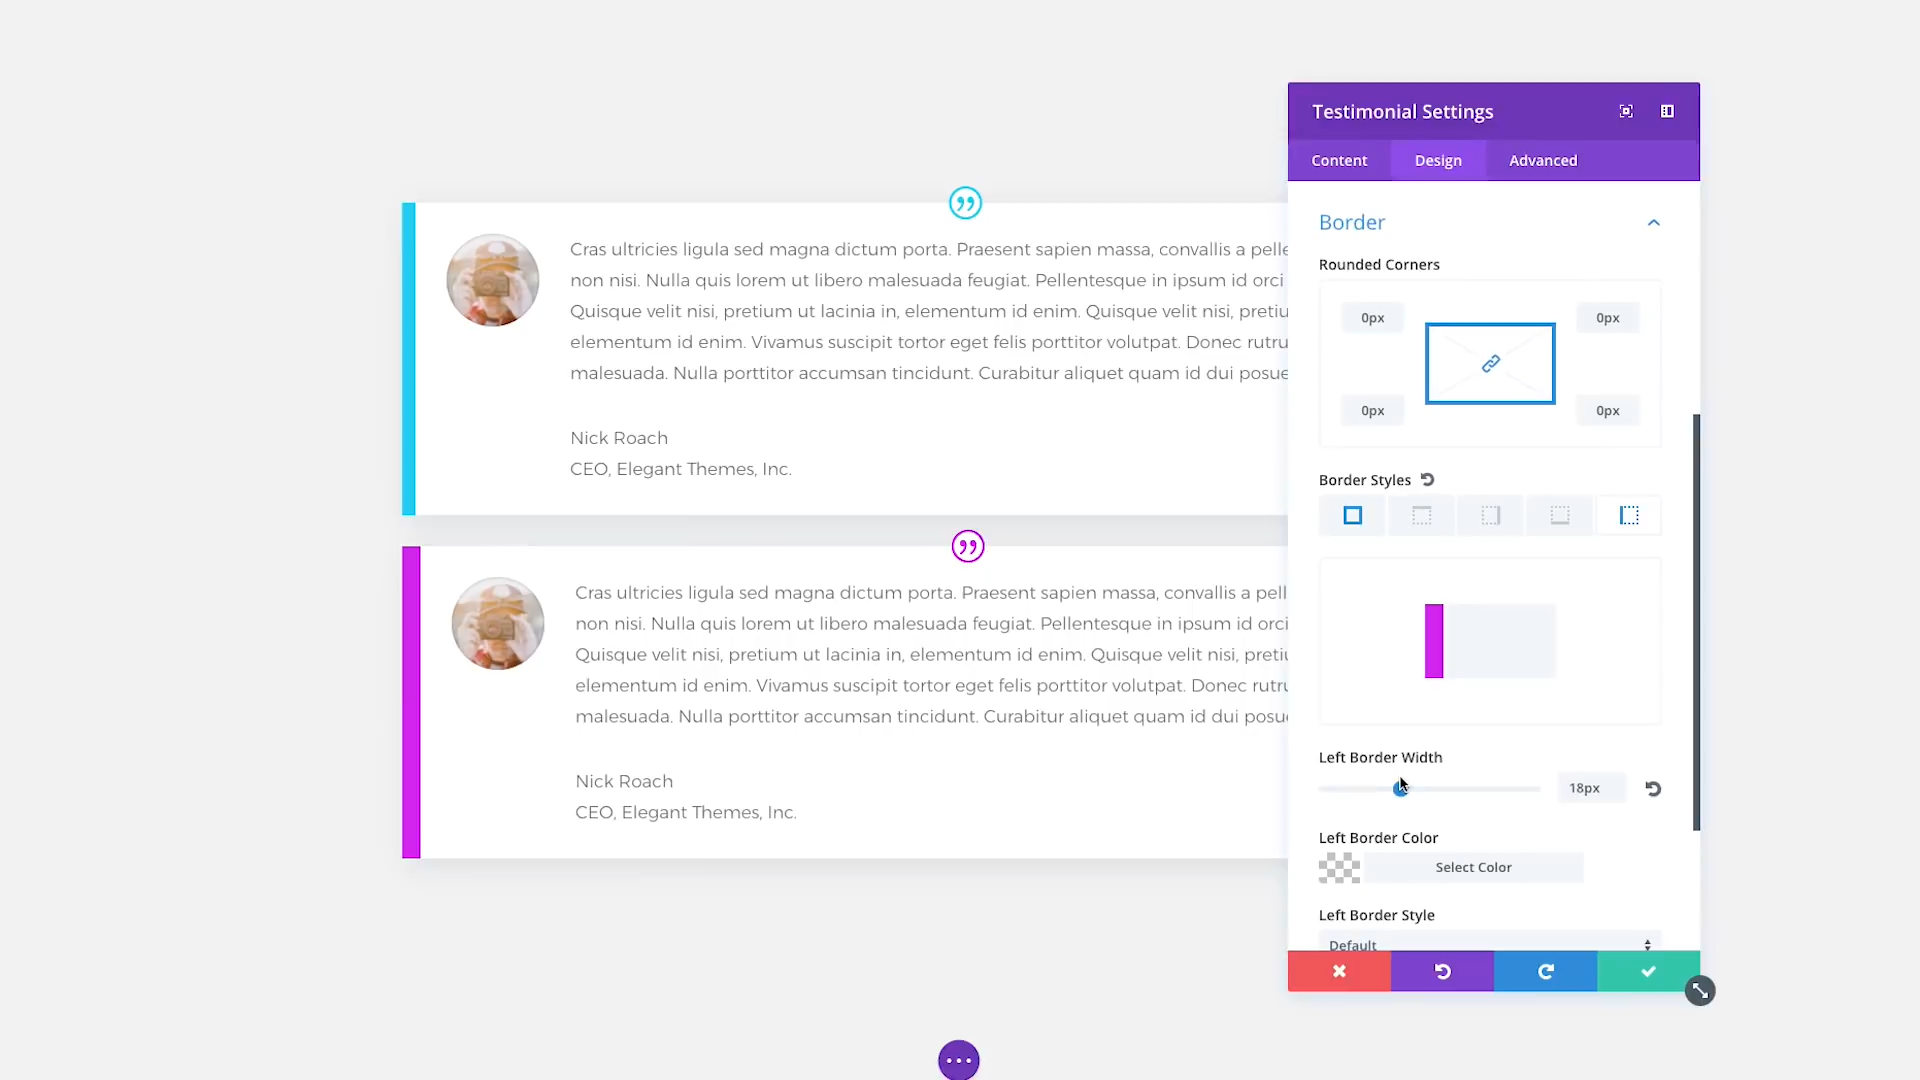 Testimonial Settings
Content
Design
Advanced
Border
Rounded Corners
0px
0px
0px
0px
Border Styles
Left Border Width
18px
Left Border Color
Select Color
Left Border Style
Default
Cras ultricies ligula sed magna dictum porta. Praesent sapien massa, convallis a pelle
non nisi. Nulla quis lorem ut libero malesuada feugiat. Pellentesque in ipsum id orci
Quisque velit nisi, pretium ut lacinia in, elementum id enim. Quisque velit nisi, pretiu
elementum id enim. Vivamus suscipit tortor eget felis porttitor volutpat. Donec rutru
malesuada. Nulla porttitor accumsan tincidunt. Curabitur aliquet quam id dui posue
Nick Roach
CEO, Elegant Themes, Inc.
Cras ultricies ligula sed magna dictum porta. Praesent sapien massa, convallis a pell
non nisi. Nulla quis lorem ut libero malesuada feugiat. Pellentesque in ipsum id orci
Quisque velit nisi, pretium ut lacinia in, elementum id enim. Quisque velit nisi, pretiu
elementum id enim. Vivamus suscipit tortor eget felis porttitor volutpat. Donec rutru
malesuada. Nulla porttitor accumsan tincidunt. Curabitur aliquet quam id dui posue
Nick Roach
CEO, Elegant Themes, Inc.